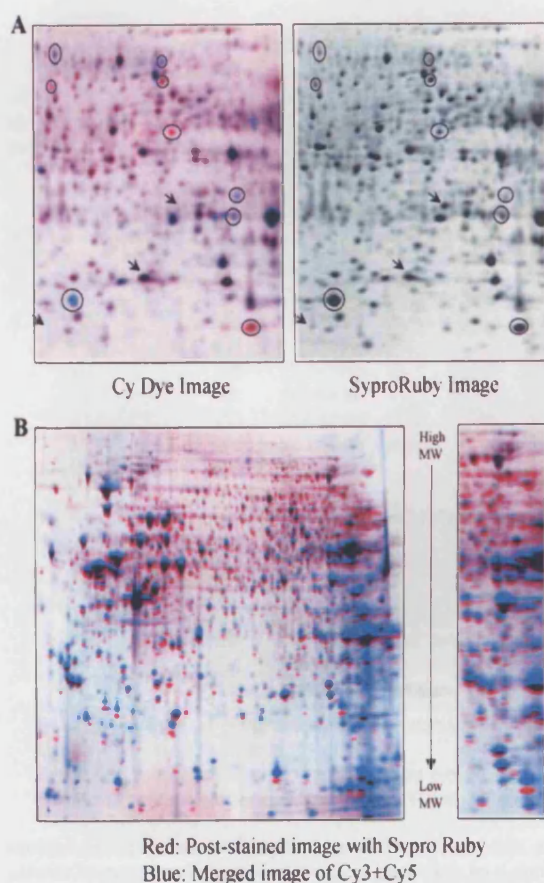 A
Cy Dye Image
SyproRuby Image
B
High
MW
Low
MW
Red: Post-stained image with Sypro Ruby
Blue: Merged image of Cy3+Cy5